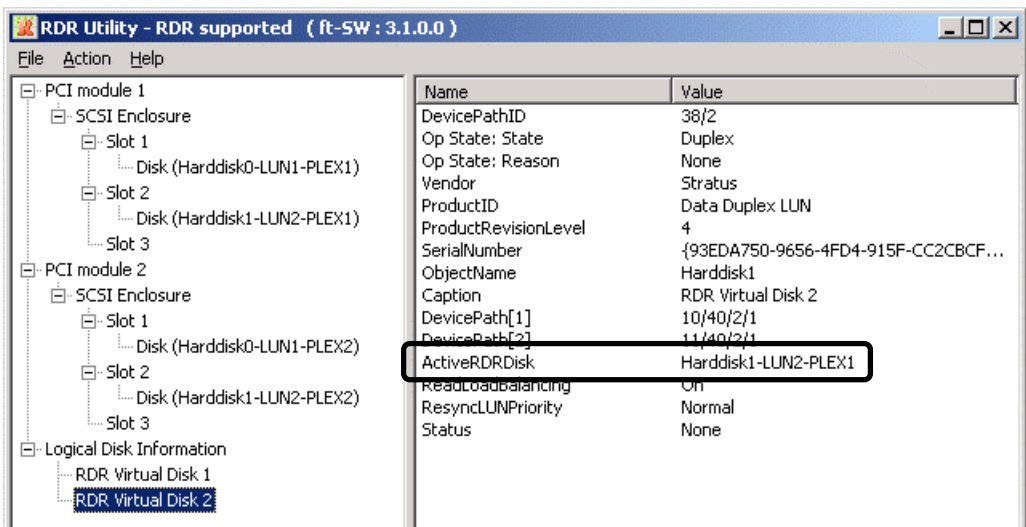 RDR Utility - RDR supported ( ft-SW : 3.1.0.0 )
File Action Help
PCI module 1
SCSI Enclosure
Slot 1
Disk (Harddisk0-LUN1-PLEX1)
Slot 2
Disk (Harddisk1-LUN2-PLEX1)
Slot 3
PCI module 2
SCSI Enclosure
Slot 1
Disk (Harddisk0-LUN1-PLEX2)
Slot 2
Disk (Harddisk1-LUN2-PLEX2)
Slot 3
Logical Disk Information
RDR Virtual Disk 1
RDR Virtual Disk 2
Name Value
DevicePathID 38/2
Op State: State Duplex
Op State: Reason None
Vendor Stratus
ProductID Data Duplex LUN
ProductRevisionLevel 4
SerialNumber {93EDA750-9656-4FD4-915F-CC2CBCF...
ObjectName Harddisk1
Caption RDR Virtual Disk 2
DevicePath[1] 10/40/2/1
DevicePath[2] 11/40/2/1
ActiveRDRDisk Harddisk1-LUN2-PLEX1
ReadLoadBalancing On
ResyncLUNPriority Normal
Status None